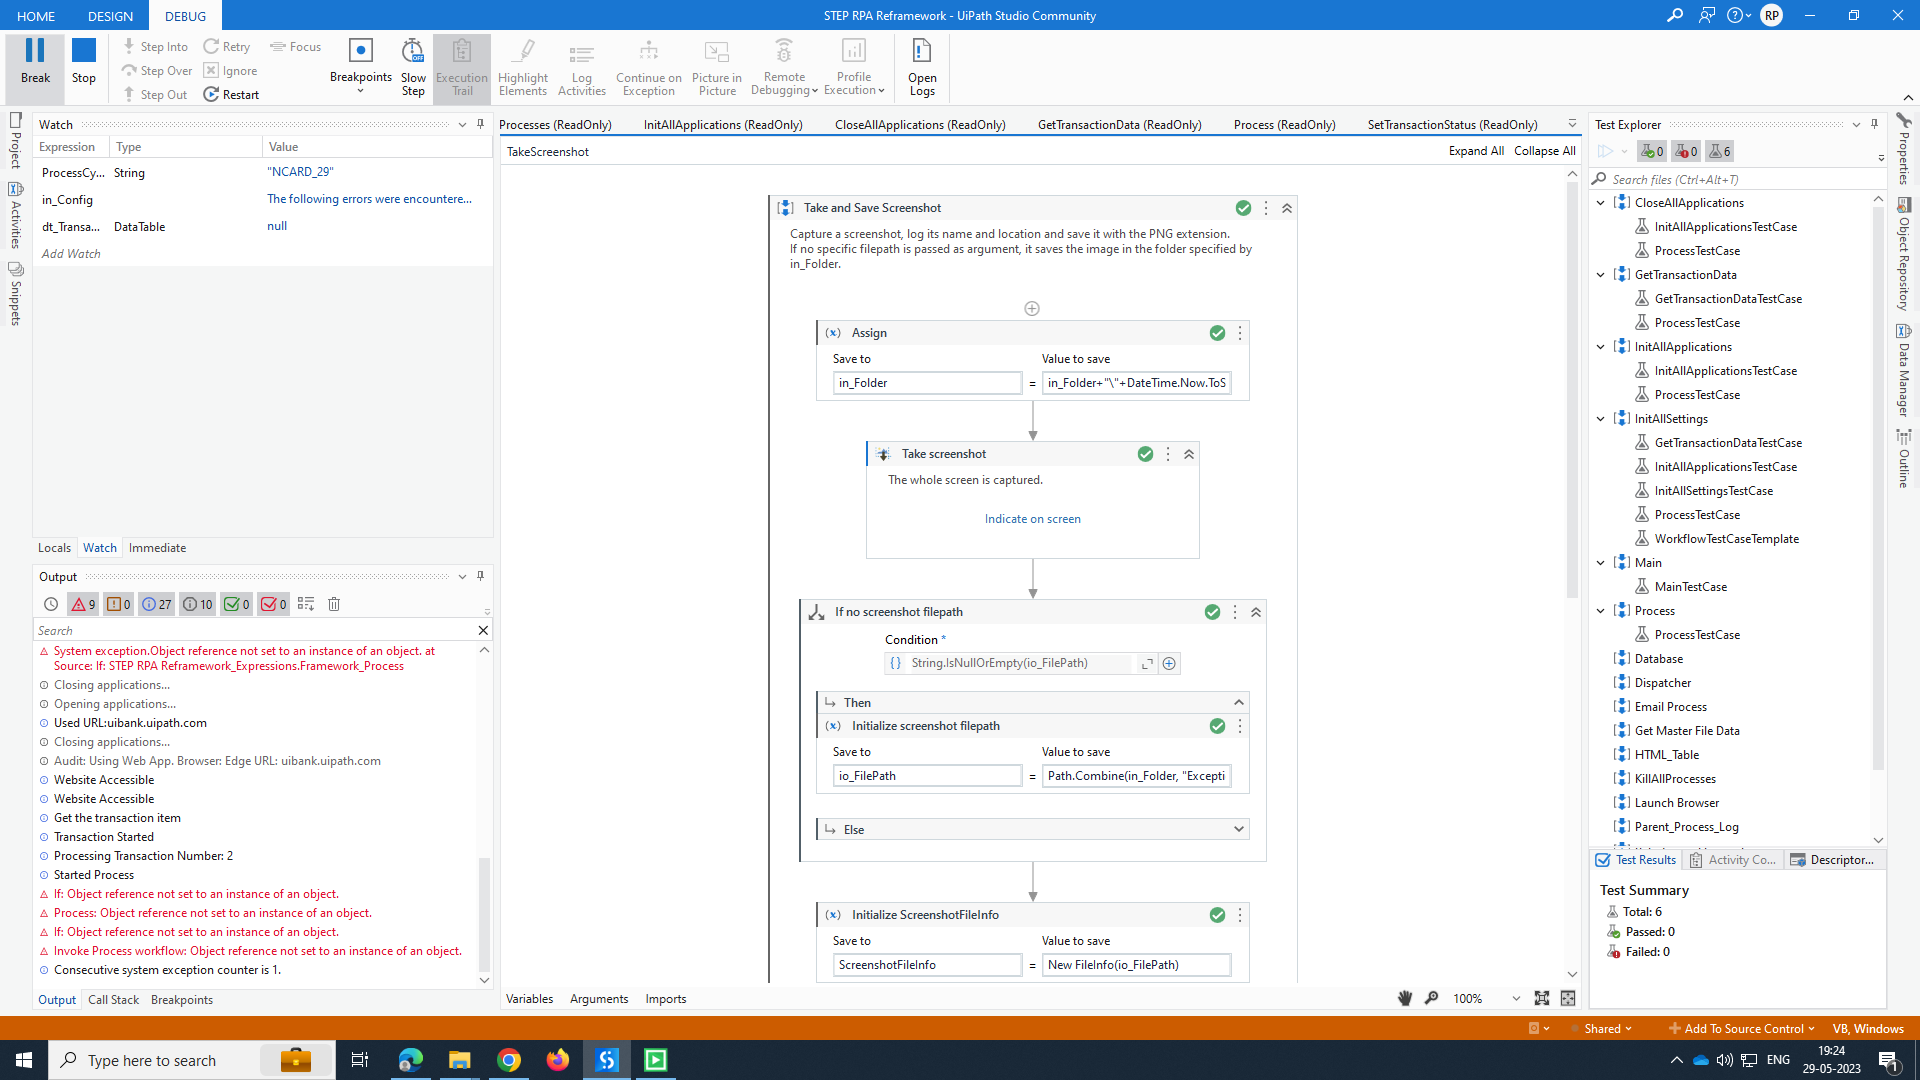 HOME
DESIGN
DEBUG
STEP RPA Reframework - UiPath Studio Community
RP
Break
Stop
Step Into
Step Over
Step Out
Retry
Ignore
Restart
Focus
Breakpoints
Slow Step
Execution Trail
Highlight Elements
Log Activities
Continue on Exception
Picture in Picture
Remote Debugging
Profile Execution
Open Logs
Project
Activities
Snippets
Watch
Expression Type Value
ProcessCy... String "NCARD_29"
in_Config The following errors were encountere...
dt_Transa... DataTable null
Add Watch
Locals Watch Immediate
Output
9 0 27 10 0 0
Search
System exception.Object reference not set to an instance of an object. at
Source: If: STEP RPA Reframework_Expressions.Framework_Process
Closing applications...
Opening applications...
Used URL:uibank.uipath.com
Closing applications...
Audit: Using Web App. Browser: Edge URL: uibank.uipath.com
Website Accessible
Website Accessible
Get the transaction item
Transaction Started
Processing Transaction Number: 2
Started Process
If: Object reference not set to an instance of an object.
Process: Object reference not set to an instance of an object.
If: Object reference not set to an instance of an object.
Invoke Process workflow: Object reference not set to an instance of an object.
Consecutive system exception counter is 1.
Output Call Stack Breakpoints
Processes (ReadOnly) InitAllApplications (ReadOnly) CloseAllApplications (ReadOnly) GetTransactionData (ReadOnly) Process (ReadOnly) SetTransactionStatus (ReadOnly)
TakeScreenshot
Expand All Collapse All
Take and Save Screenshot
Capture a screenshot, log its name and location and save it with the PNG extension.
If no specific filepath is passed as argument, it saves the image in the folder specified by
in_Folder.
(x) Assign
Save to Value to save
in_Folder = in_Folder+"\"+DateTime.Now.ToS
Take screenshot
The whole screen is captured.
Indicate on screen
If no screenshot filepath
Condition *
{} String.IsNullOrEmpty(io_FilePath)
Then
(x) Initialize screenshot filepath
Save to Value to save
io_FilePath = Path.Combine(in_Folder, "Excepti
Else
(x) Initialize ScreenshotFileInfo
Save to Value to save
ScreenshotFileInfo = New FileInfo(io_FilePath)
Variables Arguments Imports
100%
Test Explorer
0 0 6
Search files (Ctrl+Alt+T)
CloseAllApplications
InitAllApplicationsTestCase
ProcessTestCase
GetTransactionData
GetTransactionDataTestCase
ProcessTestCase
InitAllApplications
InitAllApplicationsTestCase
ProcessTestCase
InitAllSettings
GetTransactionDataTestCase
InitAllApplicationsTestCase
InitAllSettingsTestCase
ProcessTestCase
WorkflowTestCaseTemplate
Main
MainTestCase
Process
ProcessTestCase
Database
Dispatcher
Email Process
Get Master File Data
HTML_Table
KillAllProcesses
Launch Browser
Parent_Process_Log
Test Results Activity Co... Descriptor...
Test Summary
Total: 6
Passed: 0
Failed: 0
Properties
Object Repository
Data Manager
Outline
Shared
Add To Source Control
VB, Windows
Type here to search
ENG
19:24
29-05-2023
1